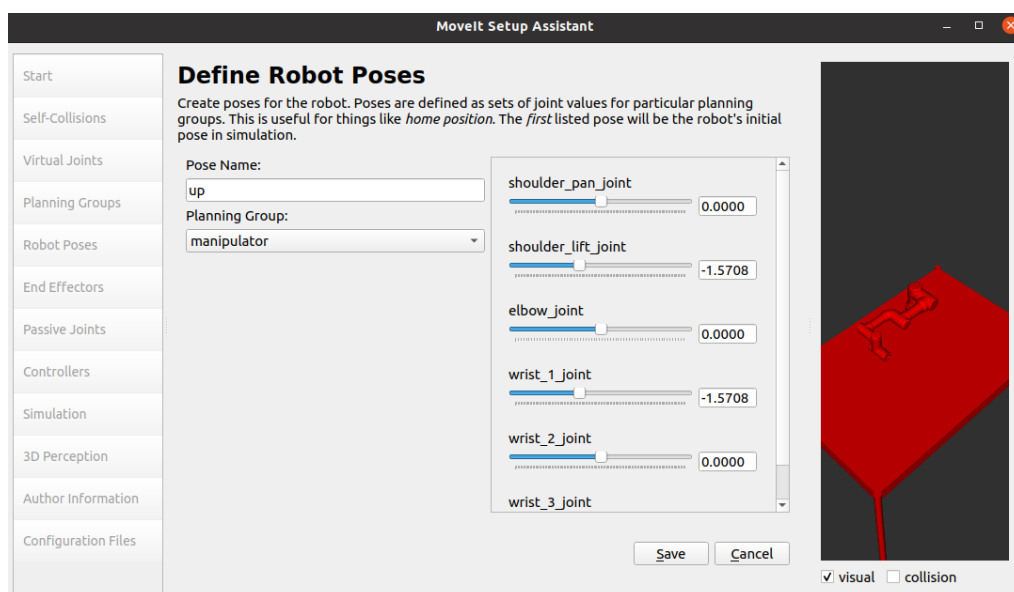 MoveIt Setup Assistant
Start
Self-Collisions
Virtual Joints
Planning Groups
Robot Poses
End Effectors
Passive Joints
Controllers
Simulation
3D Perception
Author Information
Configuration Files
Define Robot Poses
Create poses for the robot. Poses are defined as sets of joint values for particular planning
groups. This is useful for things like home position. The first listed pose will be the robot's initial
pose in simulation.
Pose Name:
up
Planning Group:
manipulator
shoulder_pan_joint
0.0000
shoulder_lift_joint
-1.5708
elbow_joint
0.0000
wrist_1_joint
-1.5708
wrist_2_joint
0.0000
wrist_3_joint
Save
Cancel
visual
collision